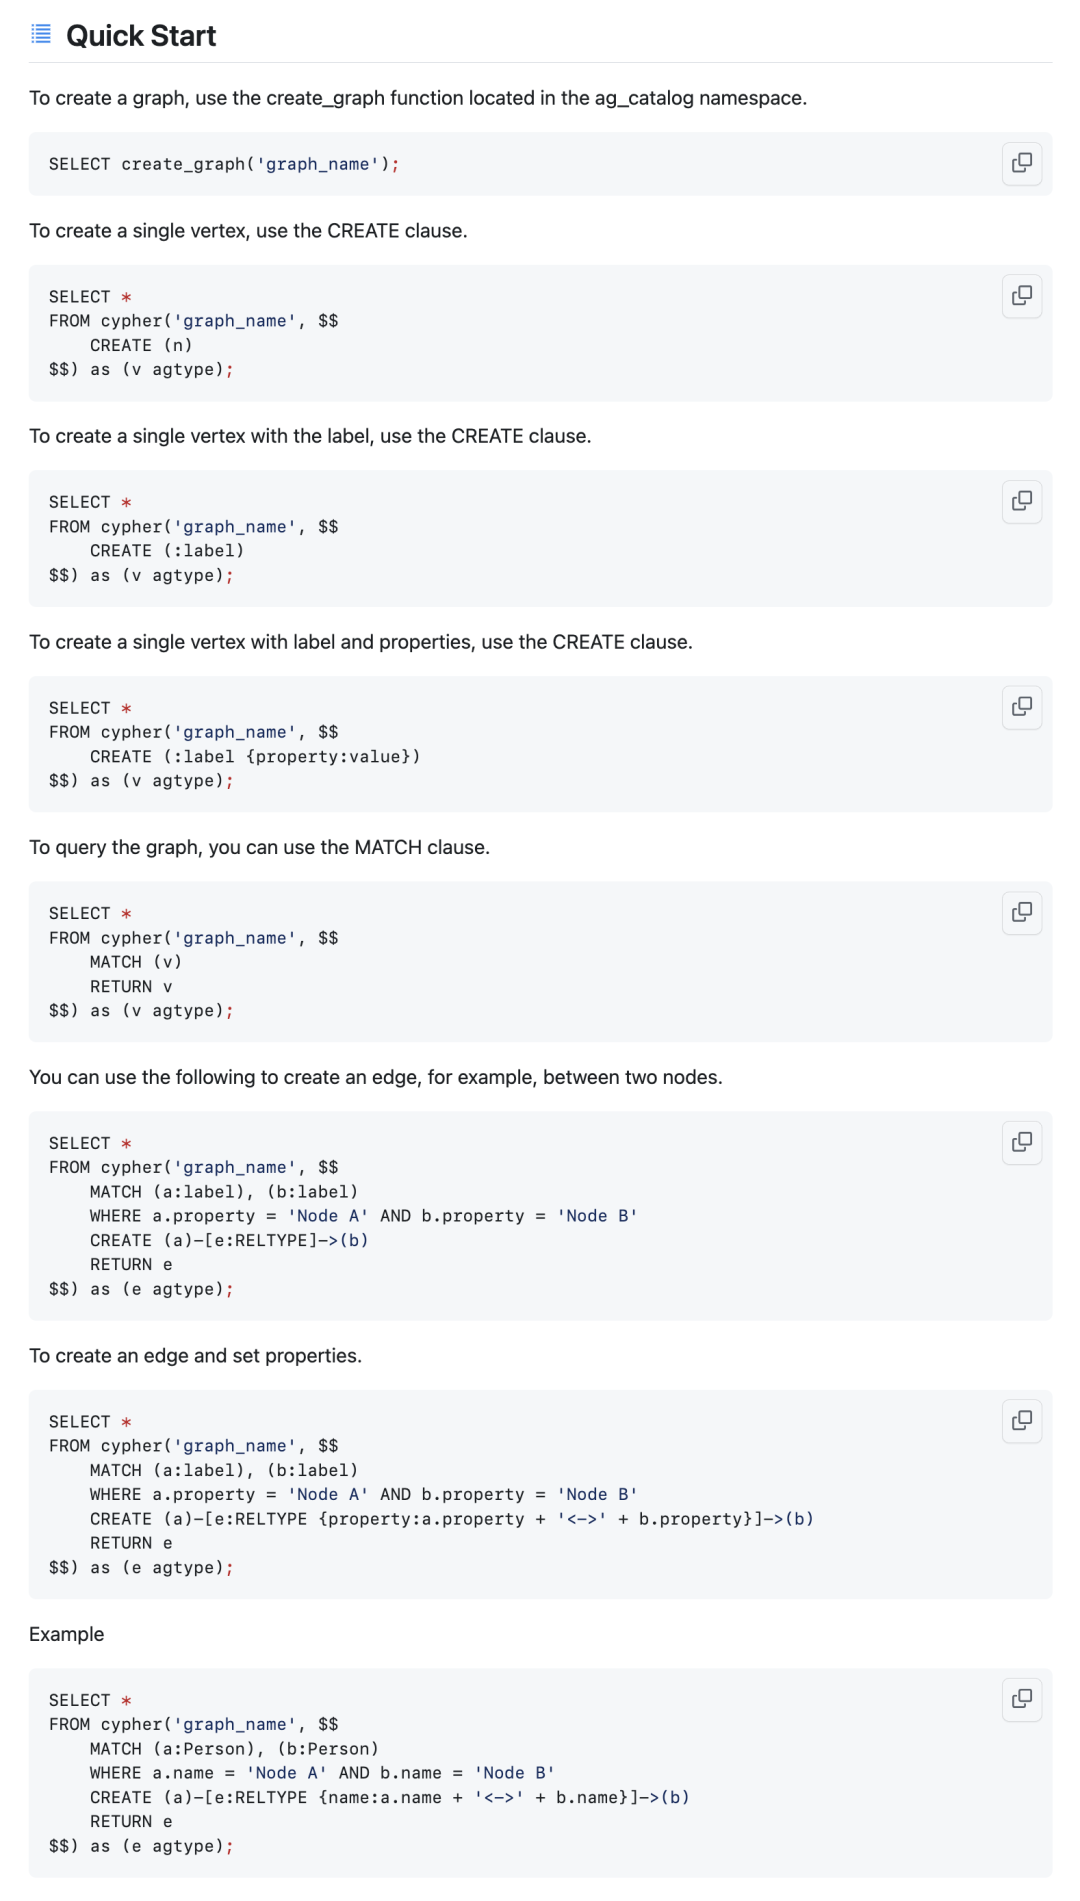 Quick Start
To create a graph, use the create_graph function located in the ag_catalog namespace.
SELECT create_graph('graph_name');
To create a single vertex, use the CREATE clause.
SELECT *
FROM cypher('graph_name', $$
    CREATE (n)
$$) as (v agtype);
To create a single vertex with the label, use the CREATE clause.
SELECT *
FROM cypher('graph_name', $$
    CREATE (:label)
$$) as (v agtype);
To create a single vertex with label and properties, use the CREATE clause.
SELECT *
FROM cypher('graph_name', $$
    CREATE (:label {property:value})
$$) as (v agtype);
To query the graph, you can use the MATCH clause.
SELECT *
FROM cypher('graph_name', $$
    MATCH (v)
    RETURN v
$$) as (v agtype);
You can use the following to create an edge, for example, between two nodes.
SELECT *
FROM cypher('graph_name', $$
    MATCH (a:label), (b:label)
    WHERE a.property = 'Node A' AND b.property = 'Node B'
    CREATE (a)-[e:RELTYPE]->(b)
    RETURN e
$$) as (e agtype);
To create an edge and set properties.
SELECT *
FROM cypher('graph_name', $$
    MATCH (a:label), (b:label)
    WHERE a.property = 'Node A' AND b.property = 'Node B'
    CREATE (a)-[e:RELTYPE {property:a.property + '<->' + b.property}]->(b)
    RETURN e
$$) as (e agtype);
Example
SELECT *
FROM cypher('graph_name', $$
    MATCH (a:Person), (b:Person)
    WHERE a.name = 'Node A' AND b.name = 'Node B'
    CREATE (a)-[e:RELTYPE {name:a.name + '<->' + b.name}]->(b)
    RETURN e
$$) as (e agtype);